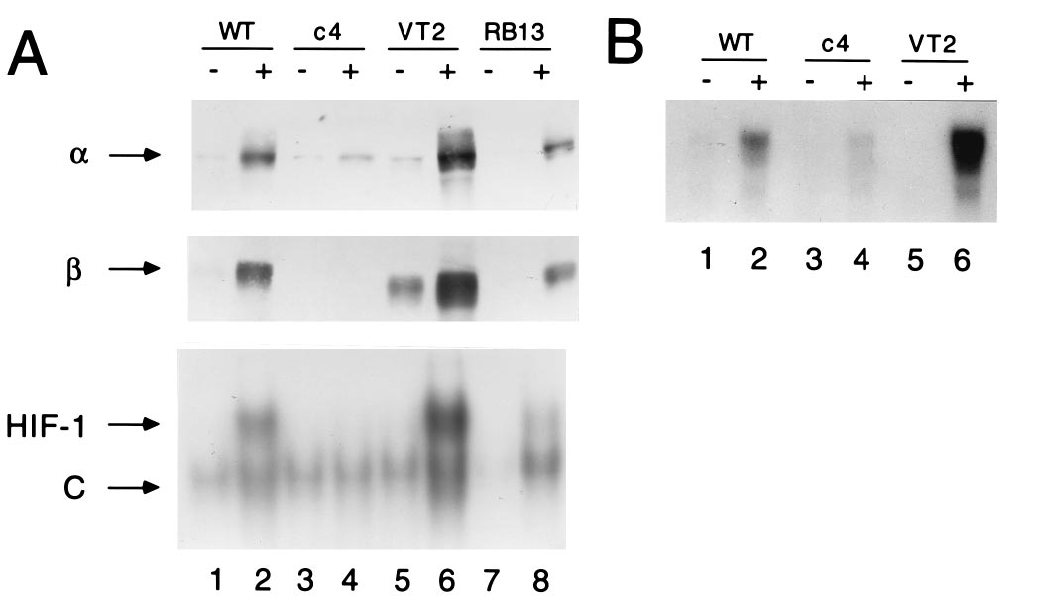 A
WT c4 VT2 RB13
- + - + - + - +
α
β
HIF-1
C
1 2 3 4 5 6 7 8
B
WT c4 VT2
- + - + - +
1 2 3 4 5 6